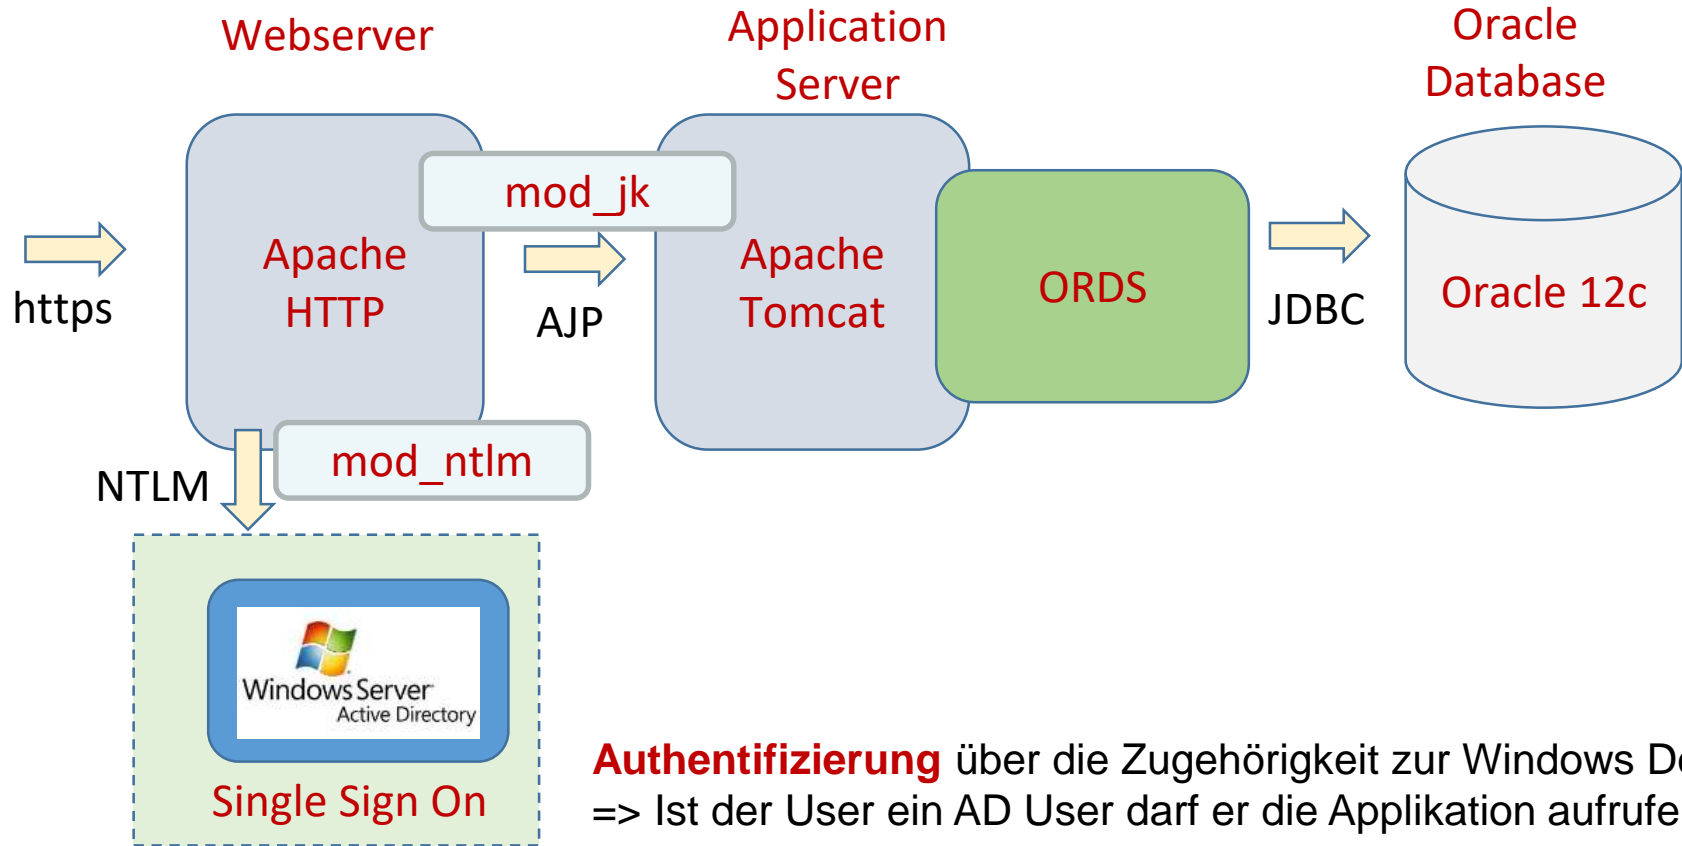 Webserver
Application
Server
Oracle
Database
mod_jk
https
Apache
HTTP
AJP
Apache
Tomcat
ORDS
JDBC
Oracle 12c
NTLM
mod_ntlm
Windows Server
Active Directory
Single Sign On
Authentifizierung über die Zugehörigkeit zur Windows
=> Ist der User ein AD User darf er die Applikation